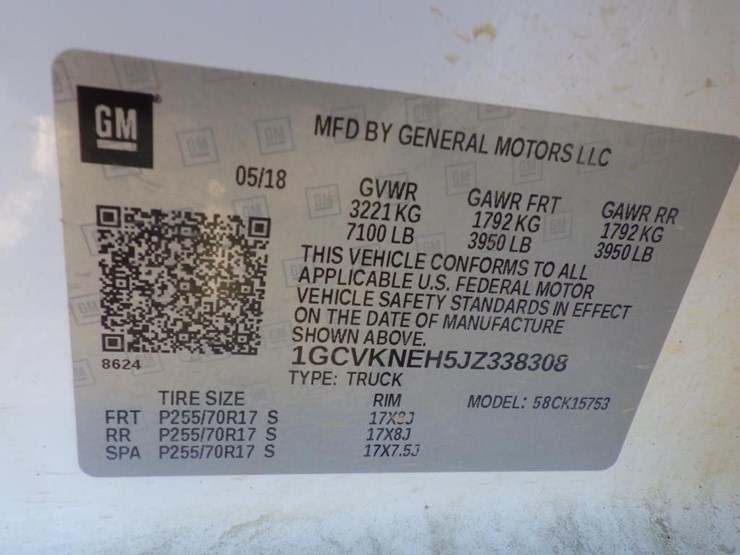 GM
MFD BY GENERAL MOTORS LLC
05/18
GVWR GAWR FRT GAWR RR
3221 KG 1792 KG 1792 KG
7100 LB 3950 LB 3950 LB
THIS VEHICLE CONFORMS TO ALL
APPLICABLE U.S. FEDERAL MOTOR
VEHICLE SAFETY STANDARDS IN EFFECT
ON THE DATE OF MANUFACTURE
SHOWN ABOVE.
8624
1GCVKNEH5JZ338308
TYPE: TRUCK
TIRE SIZE RIM MODEL: 58CK15753
FRT P255/70R17 S 17X8J
RR P255/70R17 S 17X8J
SPA P255/70R17 S 17X7.5J